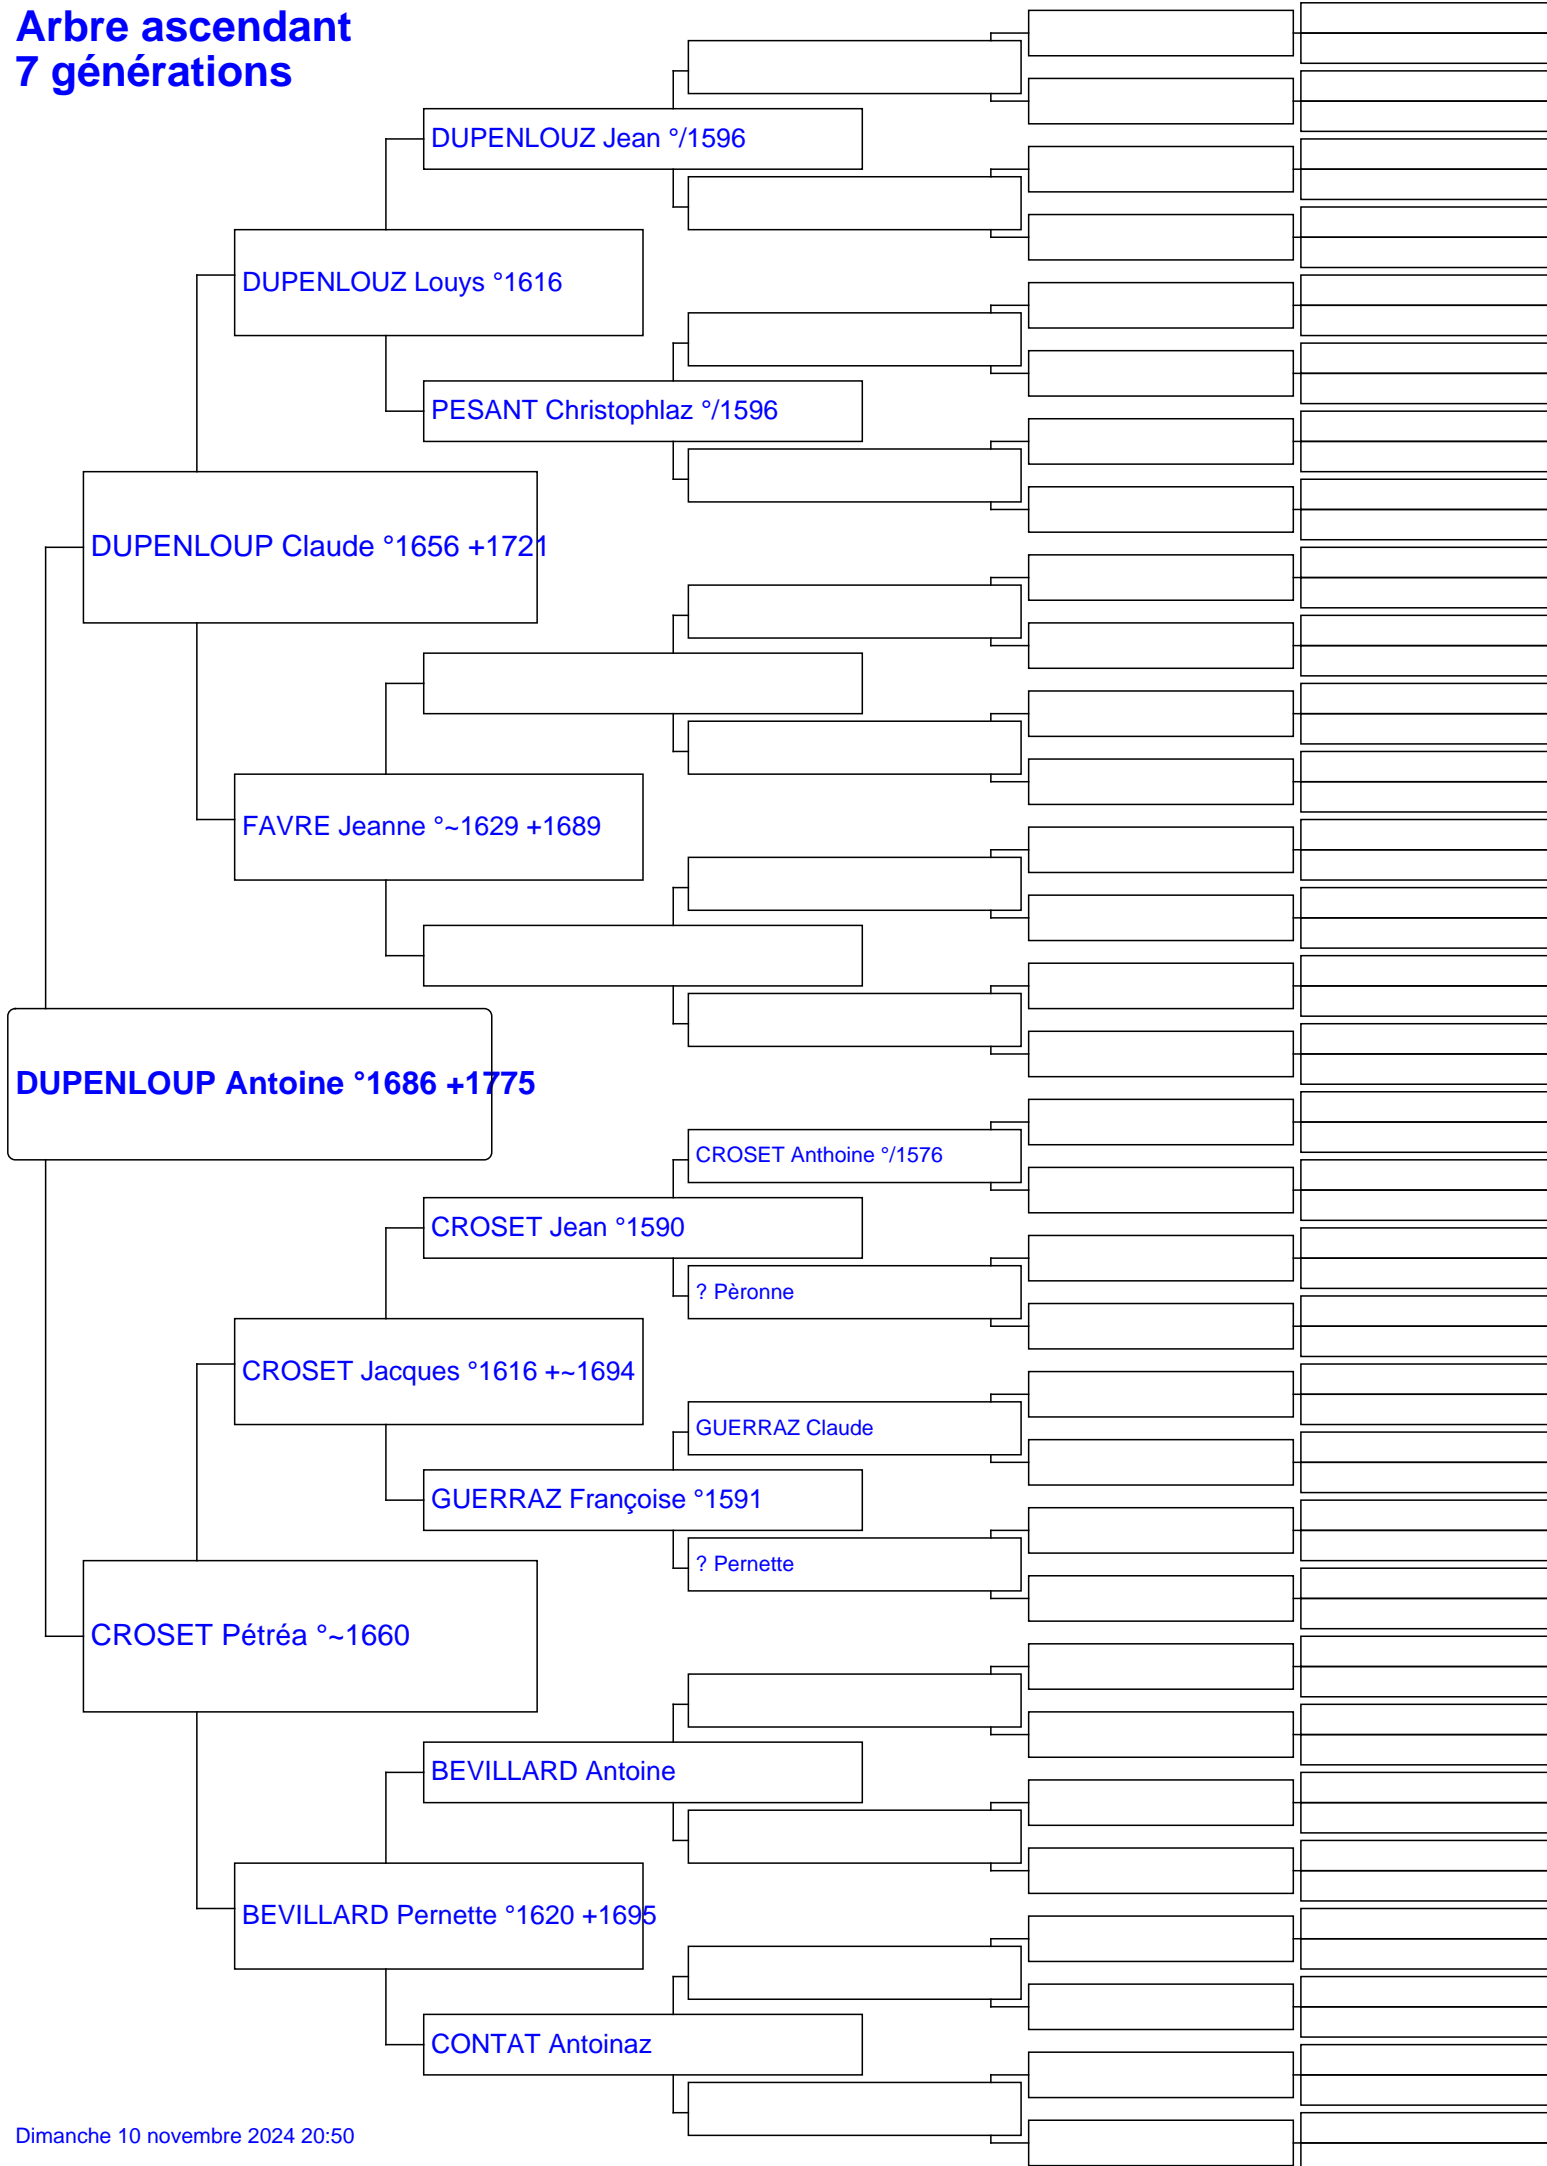 Arbre ascendant
7 générations
DUPENLOUZ Jean °/1596
DUPENLOUZ Louys °1616
PESANT Christophlaz °/1596
DUPENLOUP Claude °1656 +1721
FAVRE Jeanne °~1629 +1689
DUPENLOUP Antoine °1686 +1775
CROSET Anthoine °/1576
CROSET Jean °1590
? Pèronne
CROSET Jacques °1616 +~1694
GUERRAZ Claude
GUERRAZ Françoise °1591
? Pernette
CROSET Pétréa °~1660
BEVILLARD Antoine
BEVILLARD Pernette °1620 +1695
CONTAT Antoinaz
Dimanche 10 novembre 2024 20:50